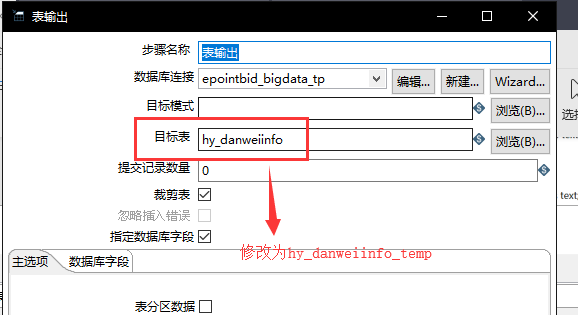 表输出
步骤名称 表输出
数据库连接 epointbid_bigdata_tp 编辑... 新建... Wizard...
目标模式 浏览(B)...
目标表 hy_danweiinfo 浏览(B)...
提交记录数量 0
裁剪表
忽略插入错误
指定数据库字段
修改为hy_danweiinfo_temp
主选项 数据库字段
表分区数据
选择
text;